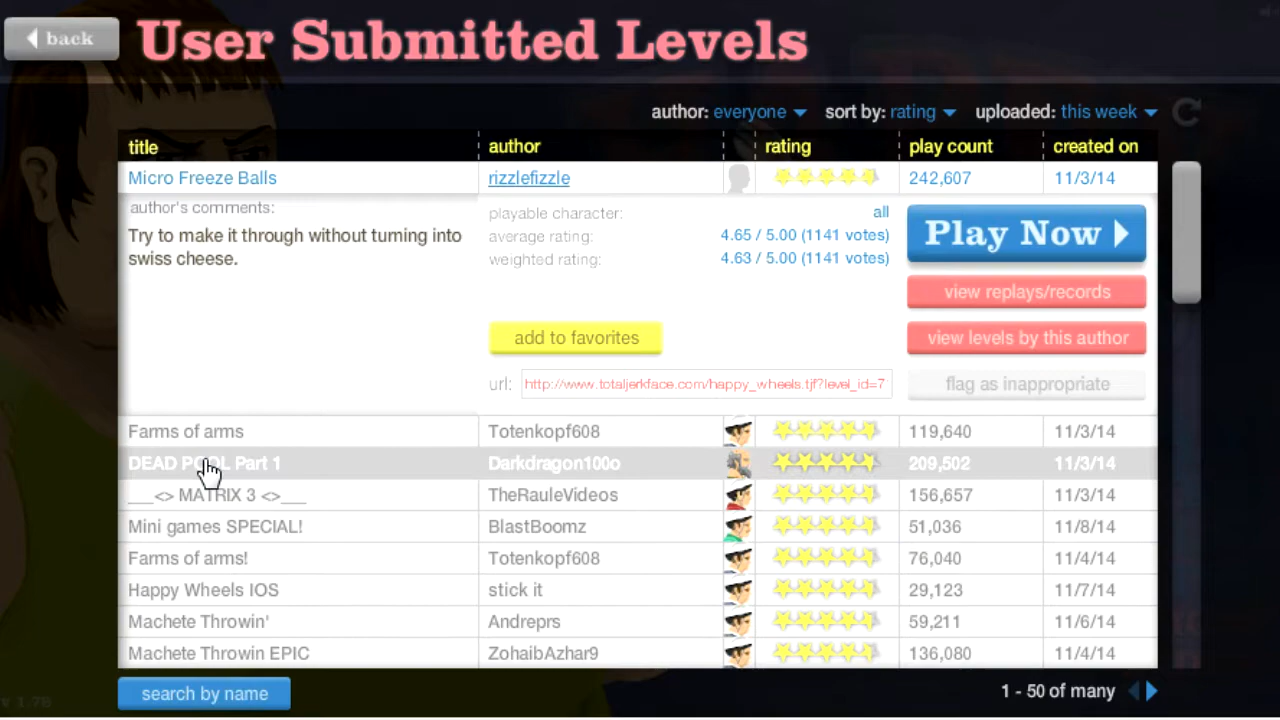 back
User Submitted Levels
author: everyone sort by: rating uploaded: this week
title author rating play count created on
Micro Freeze Balls rizzlefizzle 242,607 11/3/14
author's comments:
Try to make it through without turning into
swiss cheese.
playable character: all
average rating: 4.65 / 5.00 (1141 votes)
weighted rating: 4.63 / 5.00 (1141 votes)
Play Now
view replays/records
add to favorites
view levels by this author
url: http://www.totaljerkface.com/happy_wheels.tjf?level_id=7
flag as inappropriate
Farms of arms Totenkopf608 119,640 11/3/14
DEAD POOL Part 1 Darkdragon100o 209,502 11/3/14
___<> MATRIX 3 <>___ TheRauleVideos 156,657 11/3/14
Mini games SPECIAL! BlastBoomz 51,036 11/8/14
Farms of arms! Totenkopf608 76,040 11/4/14
Happy Wheels IOS stick it 29,123 11/7/14
Machete Throwin' Andreprs 59,211 11/6/14
Machete Throwin EPIC ZohaibAzhar9 136,080 11/4/14
search by name
1 - 50 of many
v 1.76